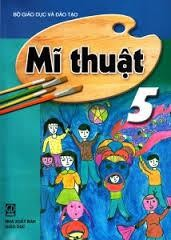 BỘ GIÁO DỤC VÀ ĐÀO TẠO
Mĩ thuật
5
NHÀ XUẤT BẢN
GIÁO DỤC